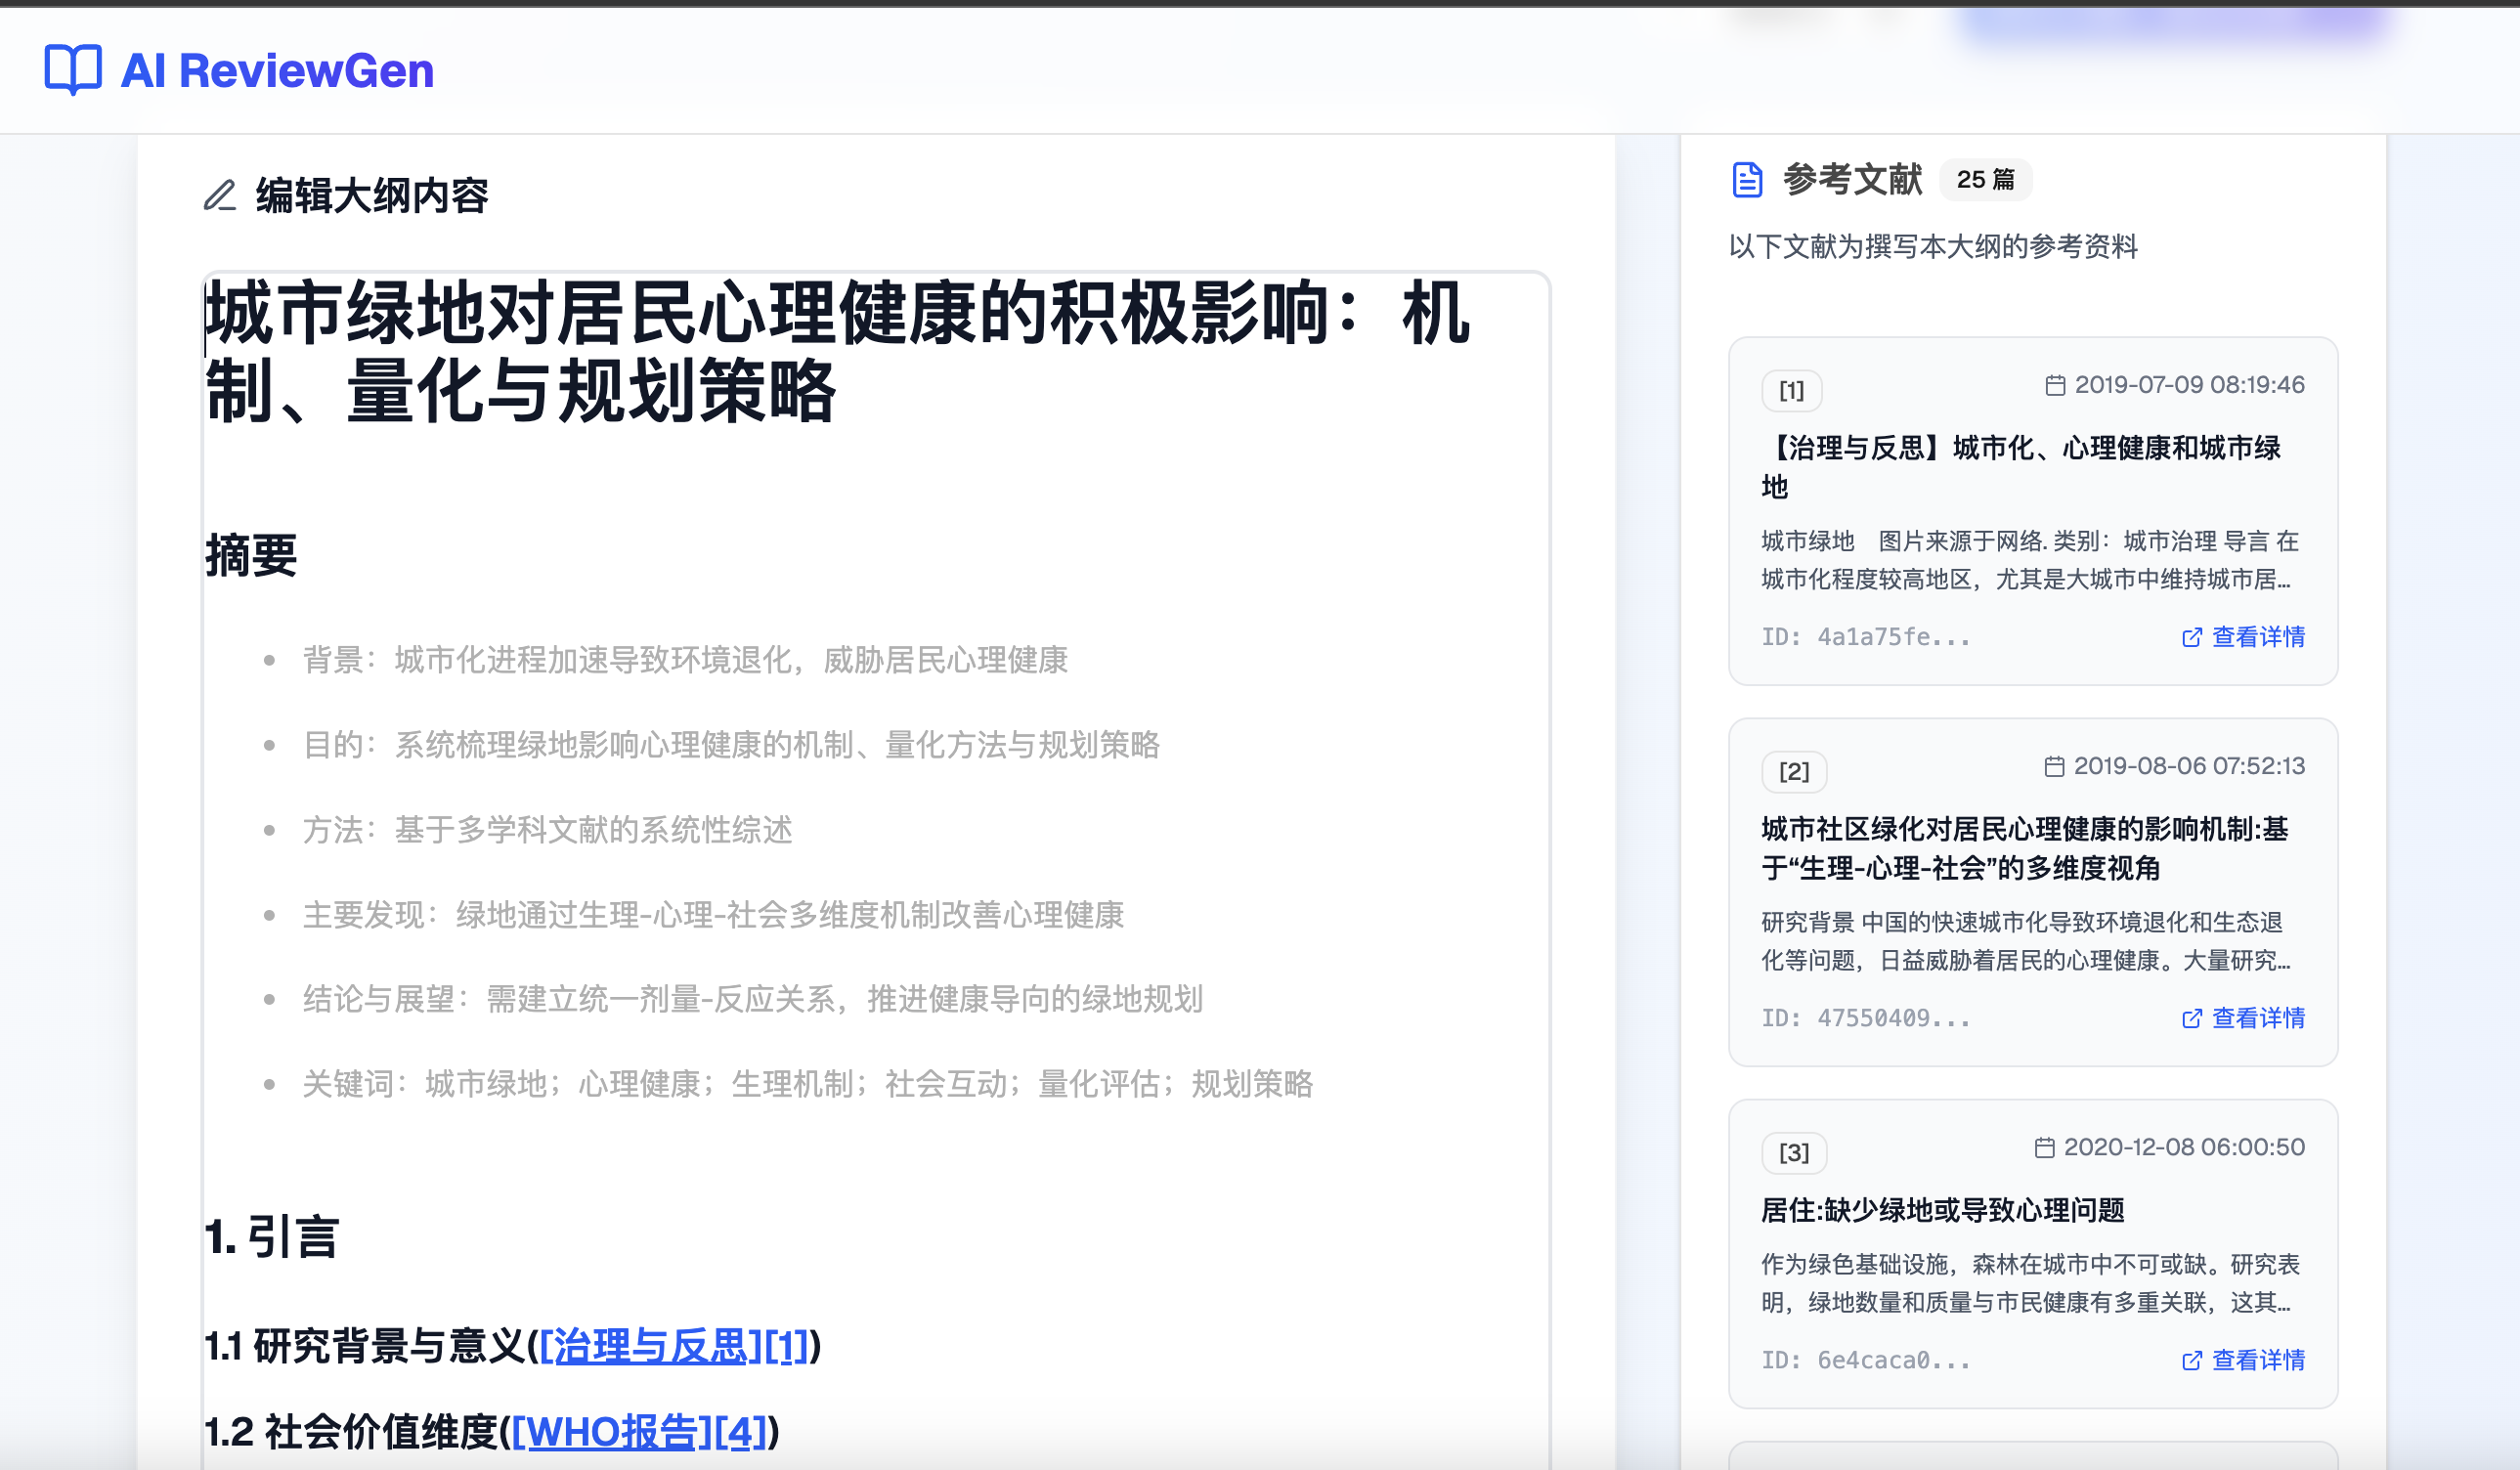 AI ReviewGen
编辑大纲内容
城市绿地对居民心理健康的积极影响：机
制、量化与规划策略
摘要
背景：城市化进程加速导致环境退化，威胁居民心理健康
目的：系统梳理绿地影响心理健康的机制、量化方法与规划策略
方法：基于多学科文献的系统性综述
主要发现：绿地通过生理-心理-社会多维度机制改善心理健康
结论与展望：需建立统一剂量-反应关系，推进健康导向的绿地规划
关键词：城市绿地；心理健康；生理机制；社会互动；量化评估；规划策略
1. 引言
1.1 研究背景与意义([治理与反思][1])
1.2 社会价值维度([WHO报告][4])
参考文献 25 篇
以下文献为撰写本大纲的参考资料
[1] 2019-07-09 08:19:46
【治理与反思】城市化、心理健康和城市绿
地
城市绿地 图片来源于网络. 类别：城市治理 导言 在
城市化程度较高地区，尤其是大城市中维持城市居...
ID: 4a1a75fe... 查看详情
[2] 2019-08-06 07:52:13
城市社区绿化对居民心理健康的影响机制:基
于“生理-心理-社会”的多维度视角
研究背景 中国的快速城市化导致环境退化和生态退
化等问题，日益威胁着居民的心理健康。大量研究...
ID: 47550409... 查看详情
[3] 2020-12-08 06:00:50
居住:缺少绿地或导致心理问题
作为绿色基础设施，森林在城市中不可或缺。研究表
明，绿地数量和质量与市民健康有多重关联，这其...
ID: 6e4caca0... 查看详情